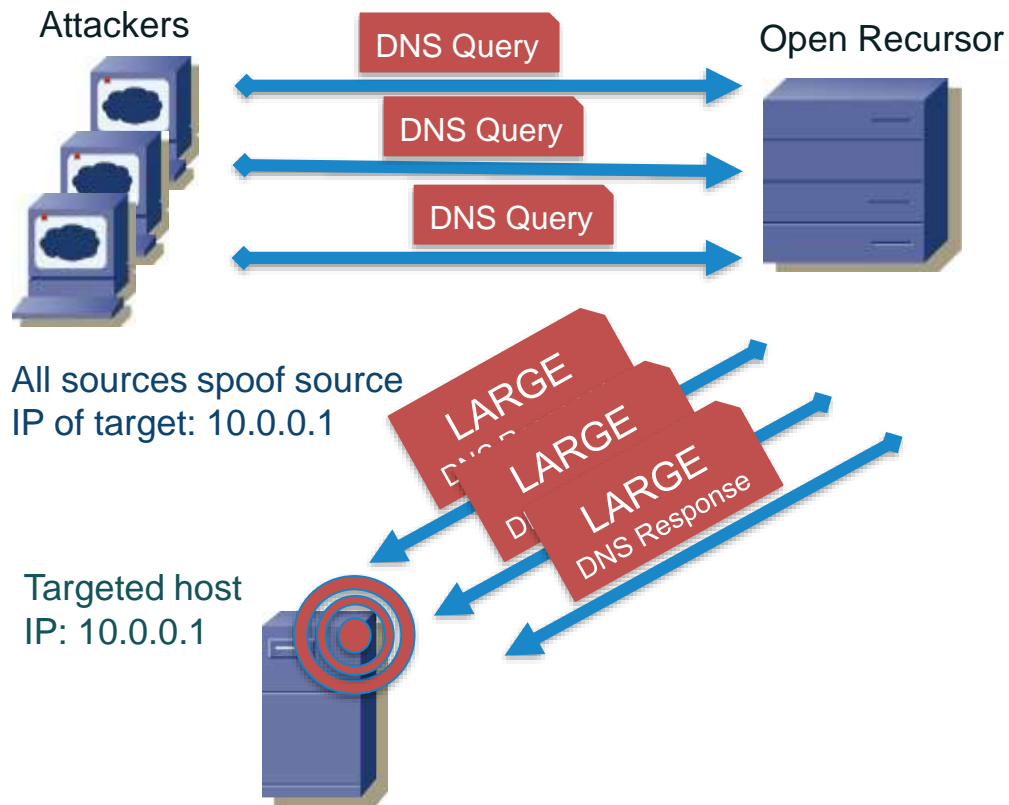 Attackers
DNS Query
Open Recursor
DNS Query
DNS Query
All sources spoof source
IP of target: 10.0.0.1
LARGE
LARGE
LARGE
DNS Response
Targeted host
IP: 10.0.0.1